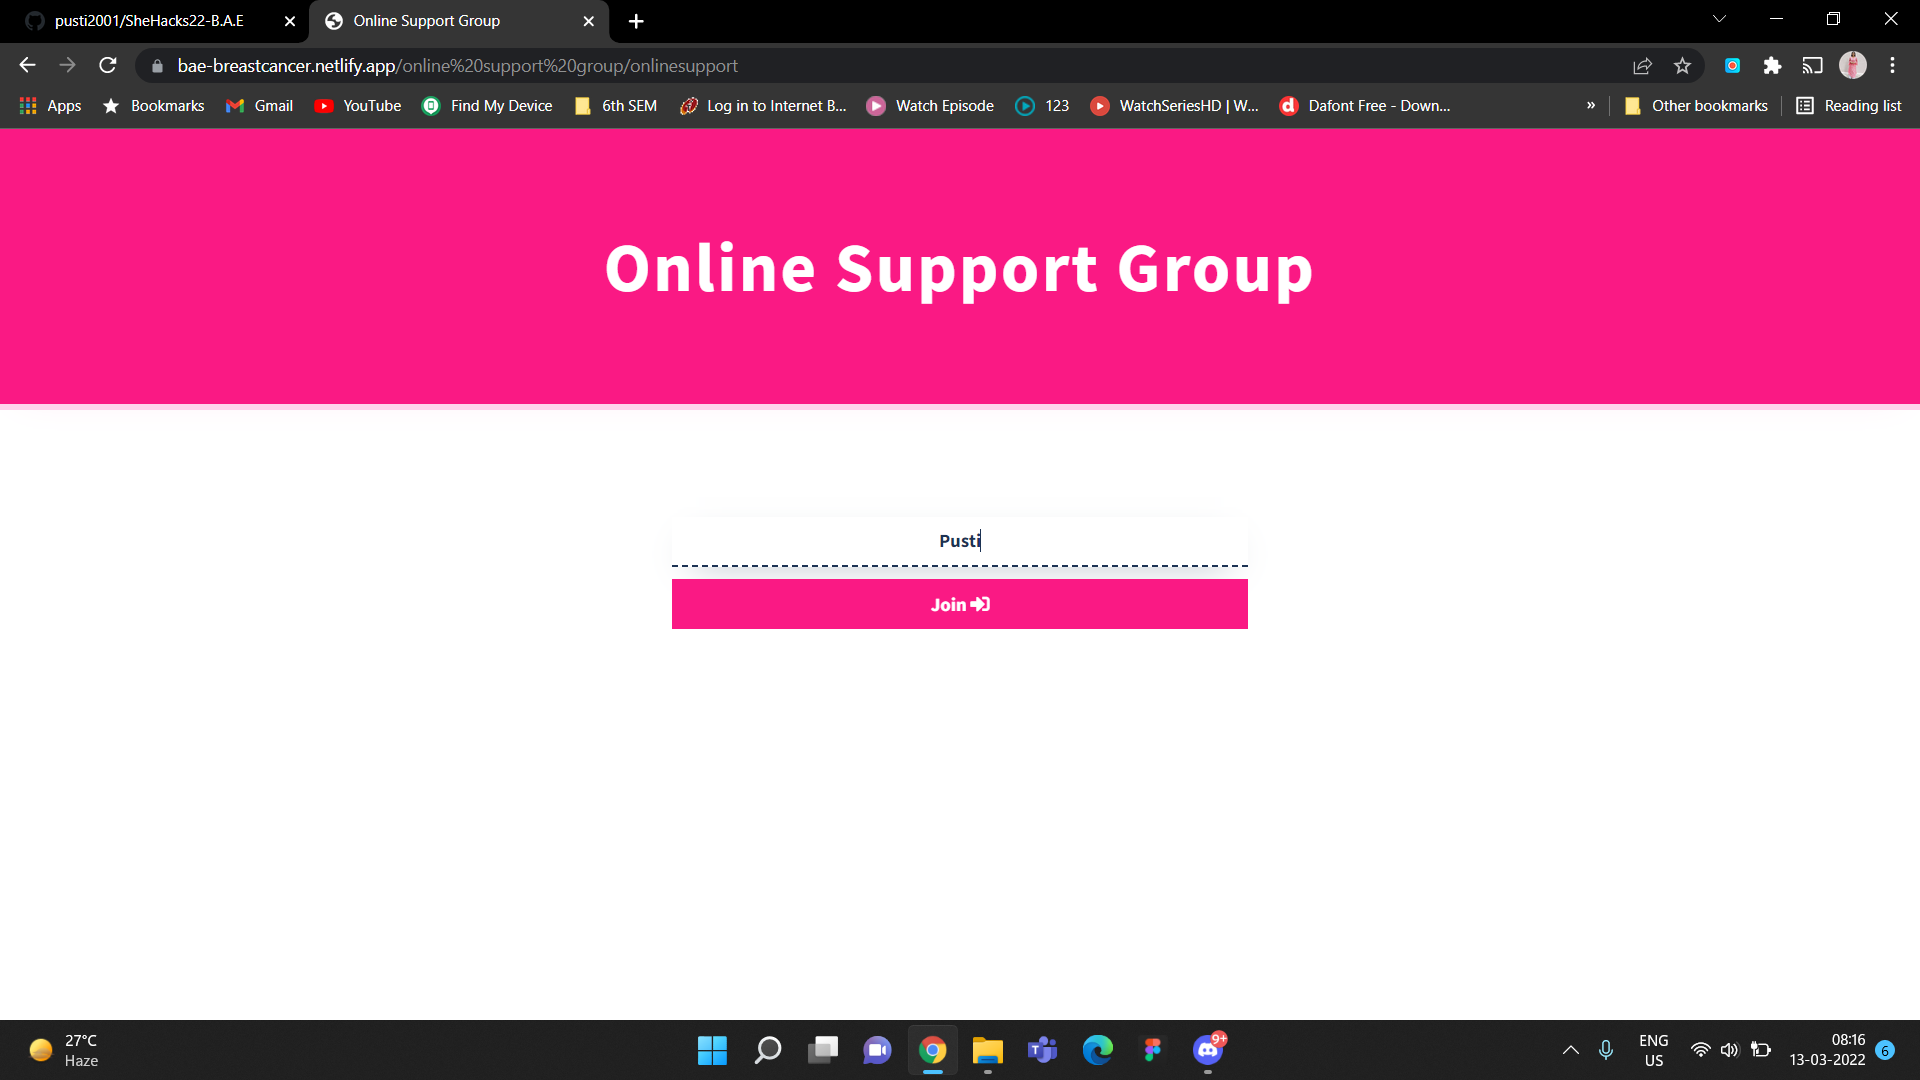 pusti2001/SheHacks22-B.A.E
Online Support Group
bae-breastcancer.netlify.app/online%20support%20group/onlinesupport
Apps
Bookmarks
Gmail
YouTube
Find My Device
6th SEM
Log in to Internet B...
Watch Episode
123
WatchSeriesHD | W...
Dafont Free - Down...
»
Other bookmarks
Reading list
Online Support Group
Pusti
Join
27°C
Haze
9+
ENG
US
08:16
13-03-2022
6